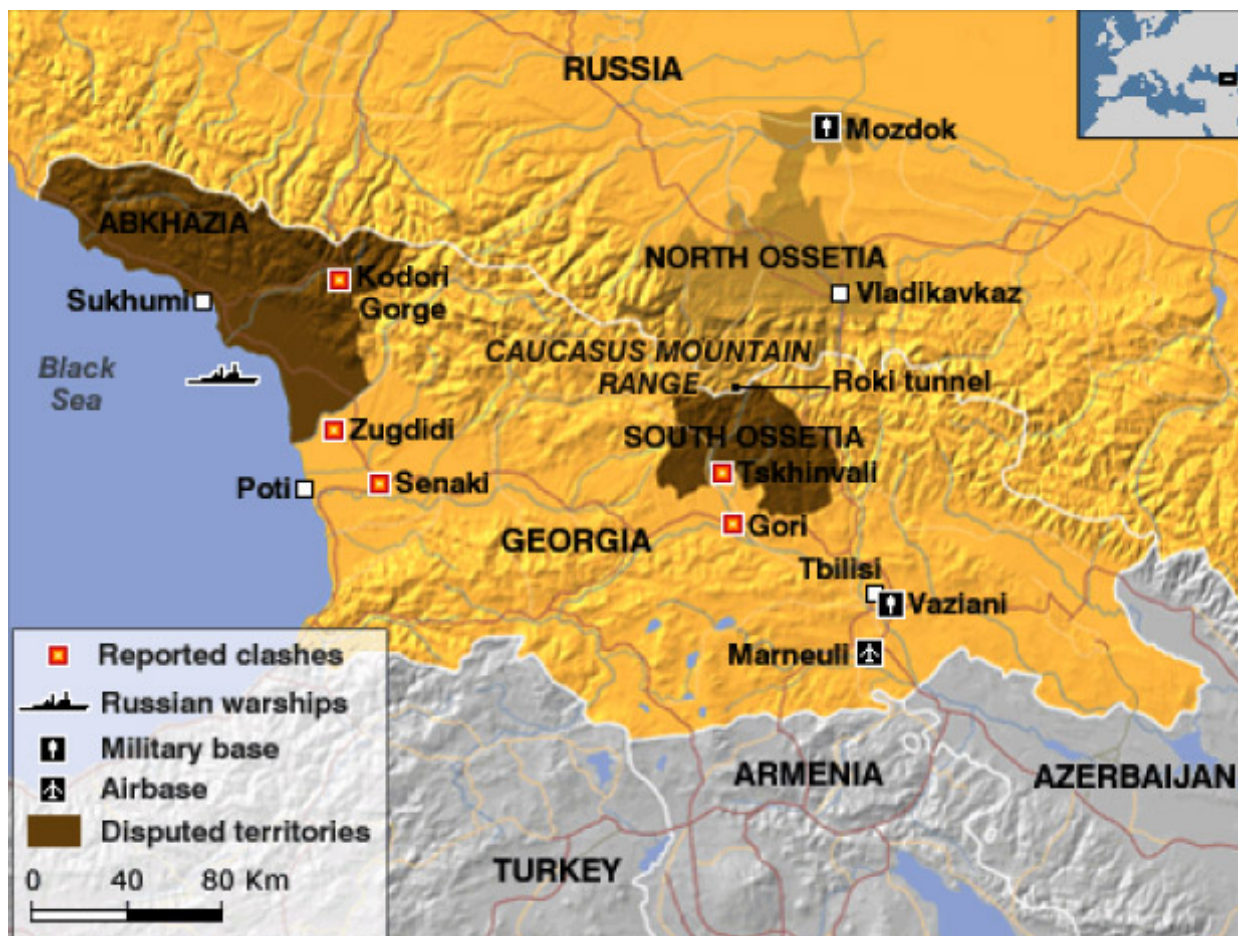 RUSSIA
Mozdok
ABKHAZIA
Kodori
Gorge
NORTH OSSETIA
Sukhumi
Vladikavkaz
Black
Sea
CAUCASUS MOUNTAIN
RANGE
Roki tunnel
Zugdidi
SOUTH OSSETIA
Tskhinvali
Poti
Senaki
GEORGIA
Gori
Tbilisi
Vaziani
Marneuli
Reported clashes
Russian warships
Military base
Airbase
Disputed territories
0 40 80 Km
ARMENIA
AZERBAIJAN
TURKEY